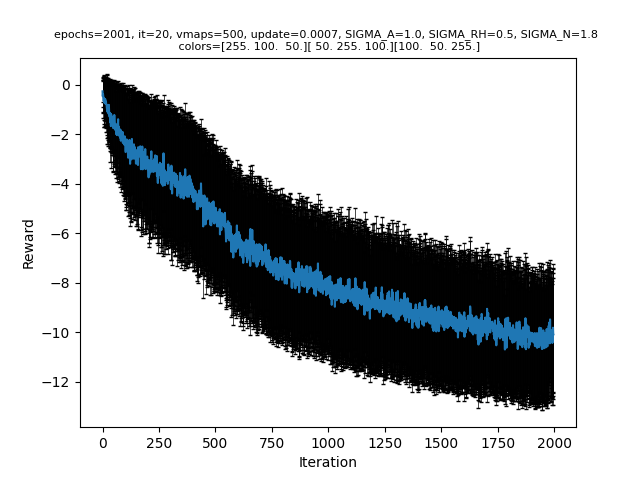 epochs=2001, it=20, vmaps=500, update=0.0007, SIGMA_A=1.0, SIGMA_RH=0.5, SIGMA_N=1.8
colors=[255. 100.  50.][ 50. 255. 100.][100.  50. 255.]
0
−2
−4
−6
−8
−10
−12
Reward
0 250 500 750 1000 1250 1500 1750 2000
Iteration